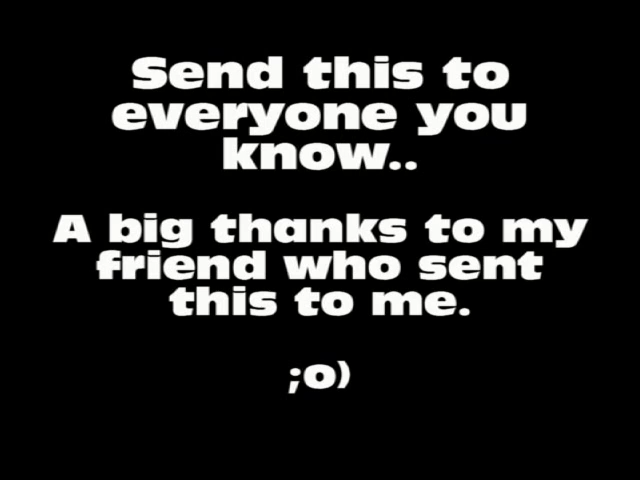 Send this to
everyone you
know..
A big thanks to my
friend who sent
this to me.
;o)